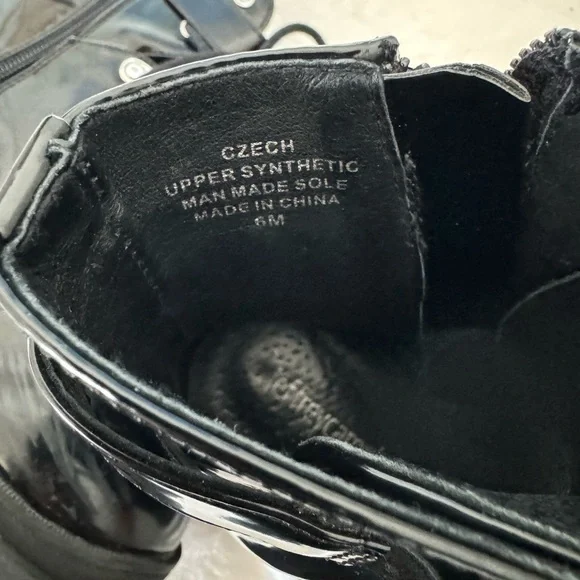 CZECH
UPPER SYNTHETIC
MAN MADE SOLE
MADE IN CHINA
6M